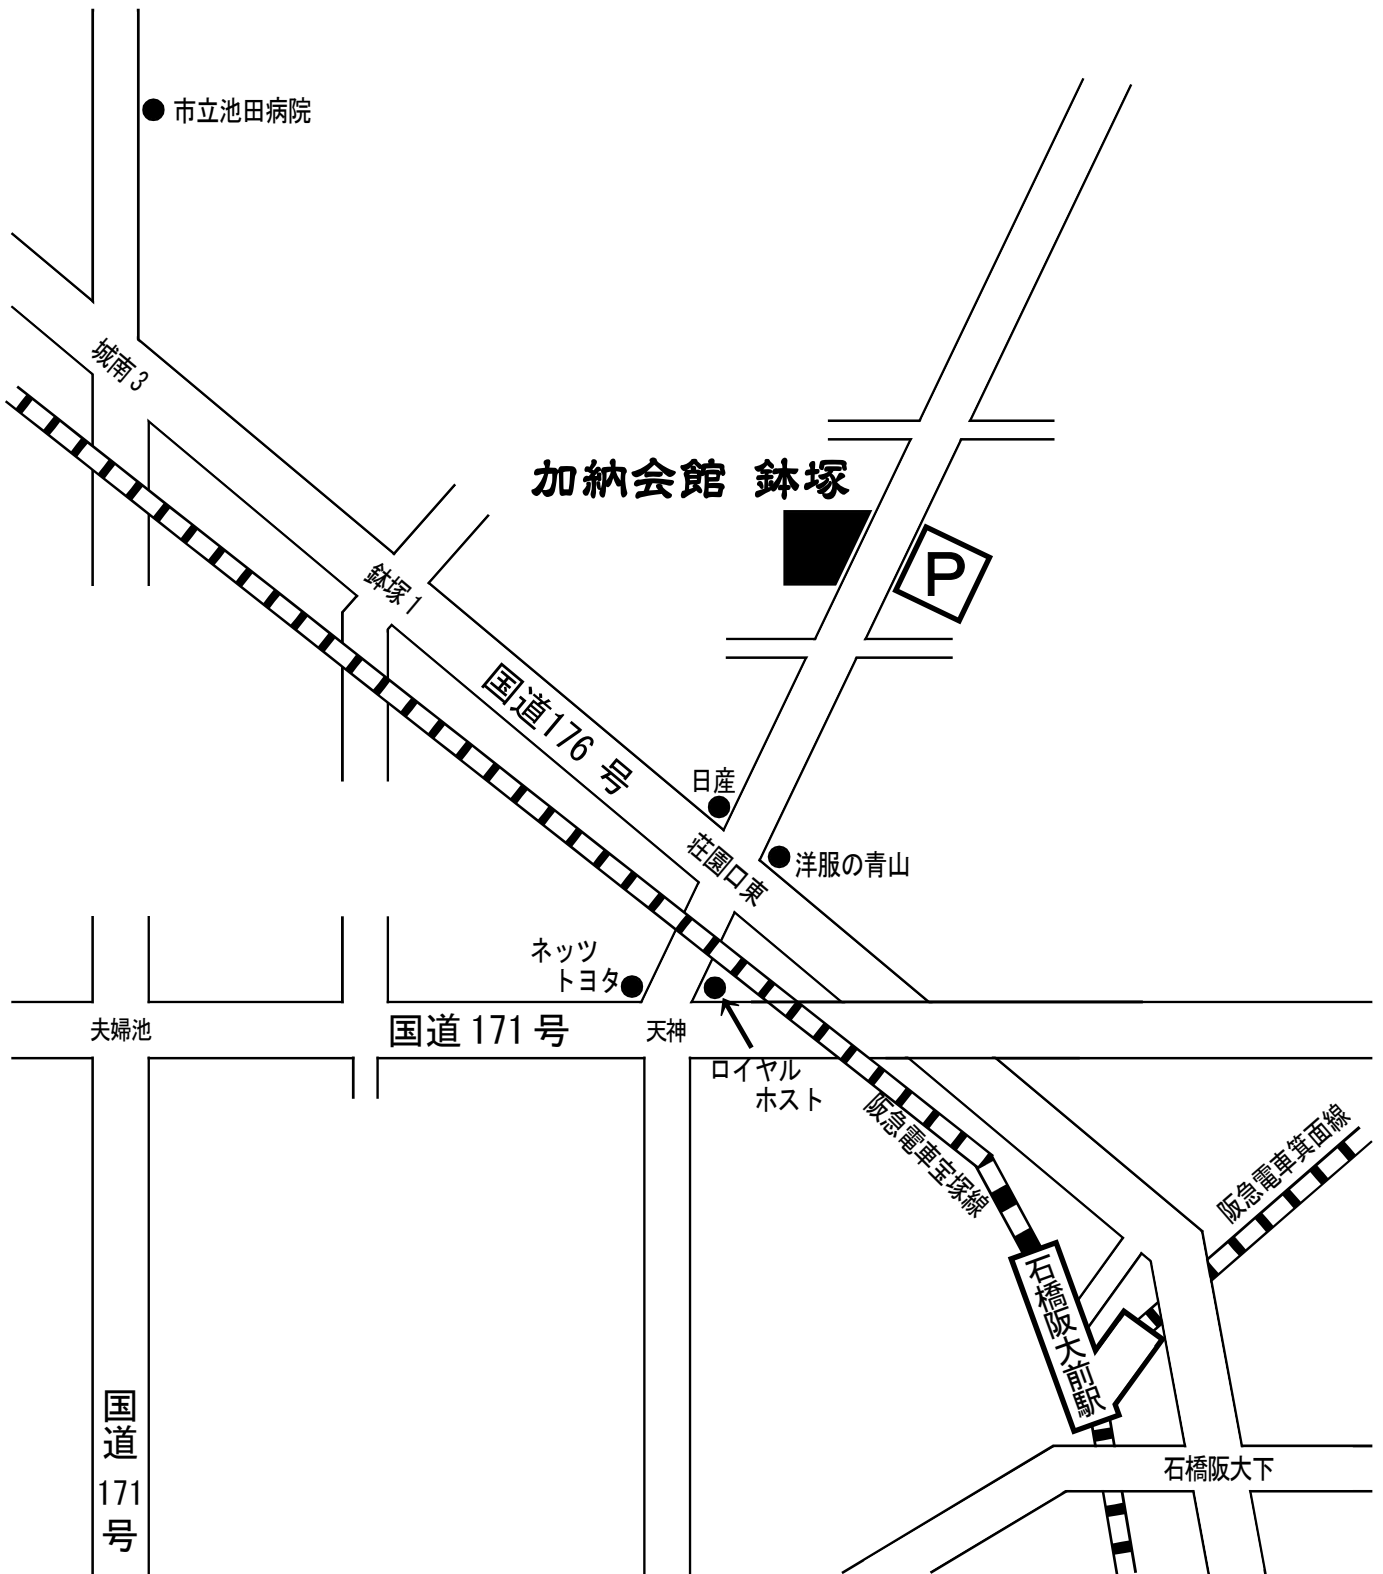 市立池田病院
城南3
加納会館 鉢塚
P
鉢塚1
国道176号
日産
荘園口東
洋服の青山
ネッツ
トヨタ
夫婦池
国道171号
天神
ロイヤル
ホスト
阪急電車宝塚線
阪急電車箕面線
石橋阪大前駅
国道
171
号
石橋阪大下